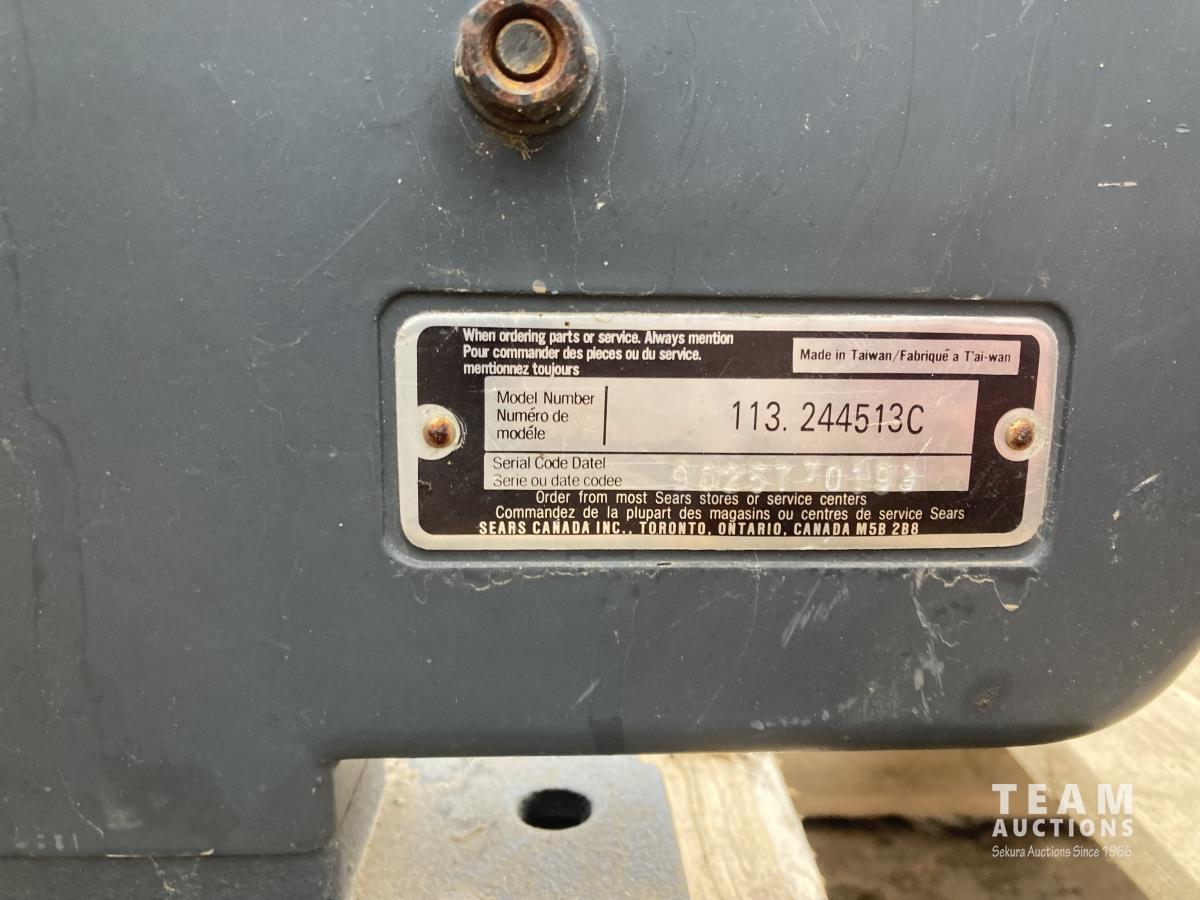 When ordering parts or service. Always mention
Pour commander des pieces ou du service.
mentionnez toujours
Made in Taiwan/Fabriqué a T'ai-wan
Model Number
Numéro de
modéle
113. 244513C
Serial Code Datel
Serie ou date codee
Order from most Sears stores or service centers
Commandez de la plupart des magasins ou centres de service Sears
SEARS CANADA INC., TORONTO, ONTARIO, CANADA M5B 2B8
TEAM
AUCTIONS
Sekura Auctions Since 1966